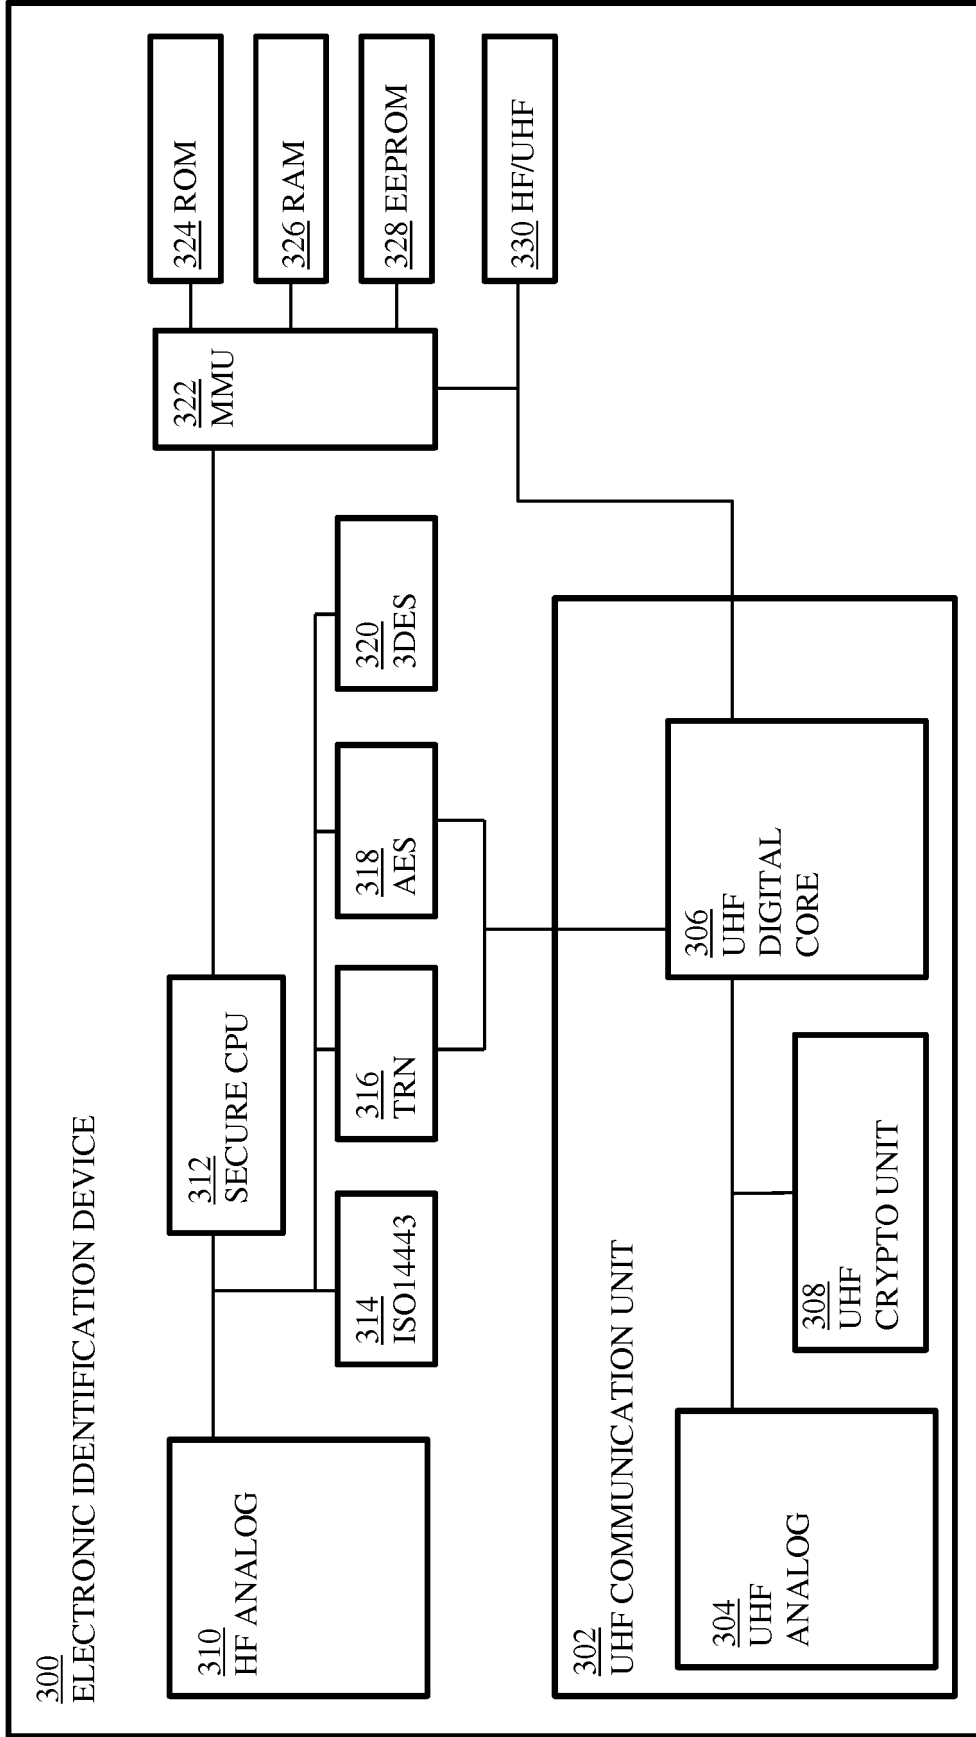 300
ELECTRONIC IDENTIFICATION DEVICE
310
HF ANALOG
312
SECURE CPU
322
MMU
324 ROM
326 RAM
328 EEPROM
330 HF/UHF
314
ISO14443
316
TRN
318
AES
320
3DES
302
UHF COMMUNICATION UNIT
304
UHF
ANALOG
308
UHF
CRYPTO UNIT
306
UHF
DIGITAL
CORE